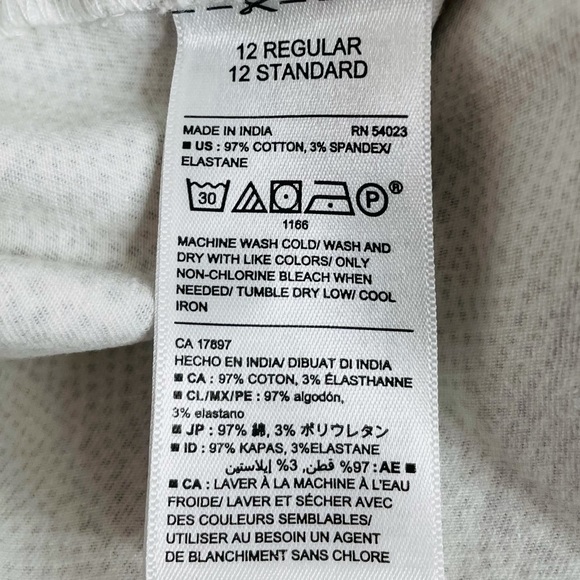 12 REGULAR
12 STANDARD
MADE IN INDIA RN 54023
■ US : 97% COTTON, 3% SPANDEX/
ELASTANE
30 P ®
1166
MACHINE WASH COLD/ WASH AND
DRY WITH LIKE COLORS/ ONLY
NON-CHLORINE BLEACH WHEN
NEEDED/ TUMBLE DRY LOW/ COOL
IRON
CA 17897
HECHO EN INDIA/ DIBUAT DI INDIA
■ CA : 97% COTON, 3% ÉLASTHANNE
■ CL/MX/PE : 97% algodón,
3% elastano
■ JP : 97% 綿, 3% ポリウレタン
■ ID : 97% KAPAS, 3%ELASTANE
■ AE: 97% قطن, 3% إيلاستين
■ CA : LAVER À LA MACHINE À L'EAU
FROIDE/ LAVER ET SÉCHER AVEC
DES COULEURS SEMBLABLES/
UTILISER AU BESOIN UN AGENT
DE BLANCHIMENT SANS CHLORE